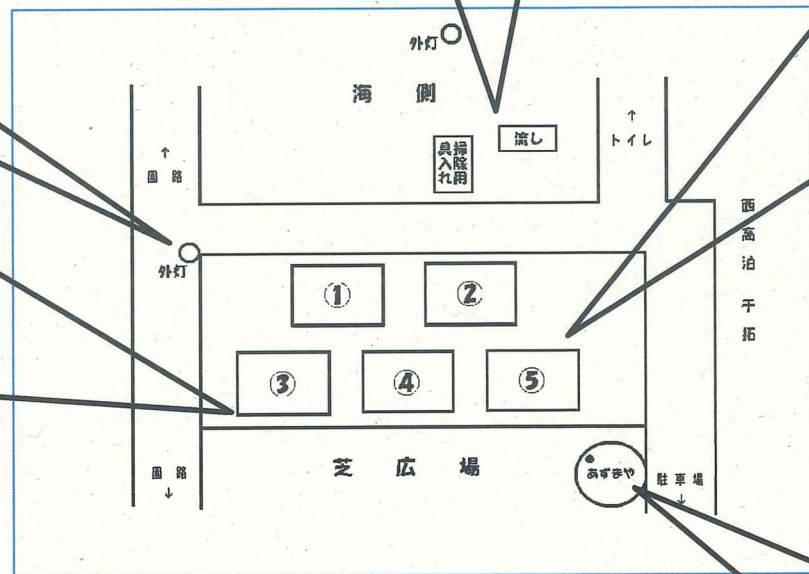 外灯
海 側
流し
掃除用
具入れ
↑
トイレ
↑
園 路
西高泊 干拓
外灯
①
②
③
④
⑤
芝 広 場
あずまや
園 路
↓
駐 車 場
↓